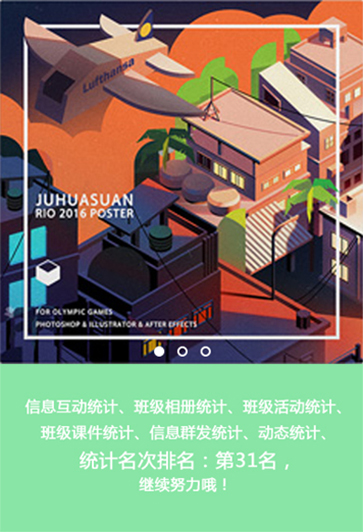 Lufthansa
JUHUASUAN
RIO 2016 POSTER
FOR OLYMPIC GAMES
PHOTOSHOP & ILLUSTRATOR & AFTER EFFECTS
信息互动统计、班级相册统计、班级活动统计、
班级课件统计、信息群发统计、动态统计、
统计名次排名：第31名，
继续努力哦！